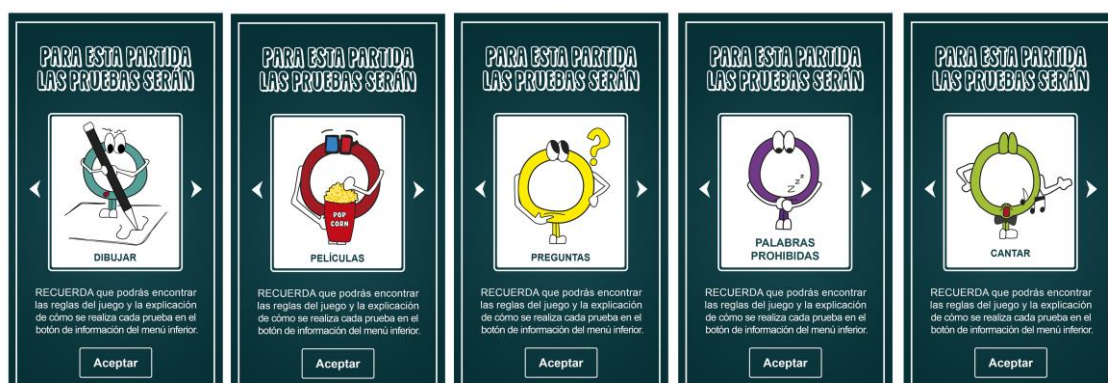 PARA ESTA PARTIDA
LAS PRUEBAS SERÁN
DIBUJAR
RECUERDA que podrás encontrar
las reglas del juego y la explicación
de cómo se realiza cada prueba en el
botón de información del menú inferior.
Aceptar
PARA ESTA PARTIDA
LAS PRUEBAS SERÁN
POP
CORN
PELÍCULAS
RECUERDA que podrás encontrar
las reglas del juego y la explicación
de cómo se realiza cada prueba en el
botón de información del menú inferior.
Aceptar
PARA ESTA PARTIDA
LAS PRUEBAS SERÁN
?
PREGUNTAS
RECUERDA que podrás encontrar
las reglas del juego y la explicación
de cómo se realiza cada prueba en el
botón de información del menú inferior.
Aceptar
PARA ESTA PARTIDA
LAS PRUEBAS SERÁN
zzz
PALABRAS
PROHIBIDAS
RECUERDA que podrás encontrar
las reglas del juego y la explicación
de cómo se realiza cada prueba en el
botón de información del menú inferior.
Aceptar
PARA ESTA PARTIDA
LAS PRUEBAS SERÁN
CANTAR
RECUERDA que podrás encontrar
las reglas del juego y la explicación
de cómo se realiza cada prueba en el
botón de información del menú inferior.
Aceptar